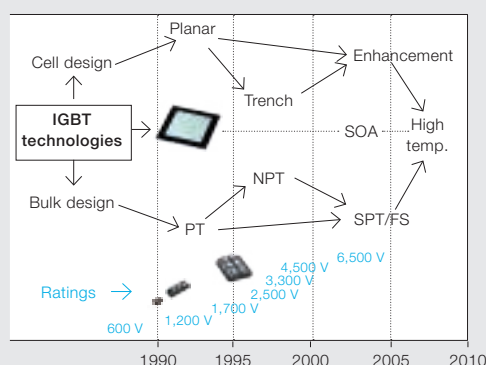 Planar
Cell design
Enhancement
Trench
IGBT
technologies
SOA
High
temp.
NPT
Bulk design
PT
SPT/FS
Ratings
600 V
1,200 V
1,700 V
2,500 V
3,300 V
4,500 V
6,500 V
1990
1995
2000
2005
2010